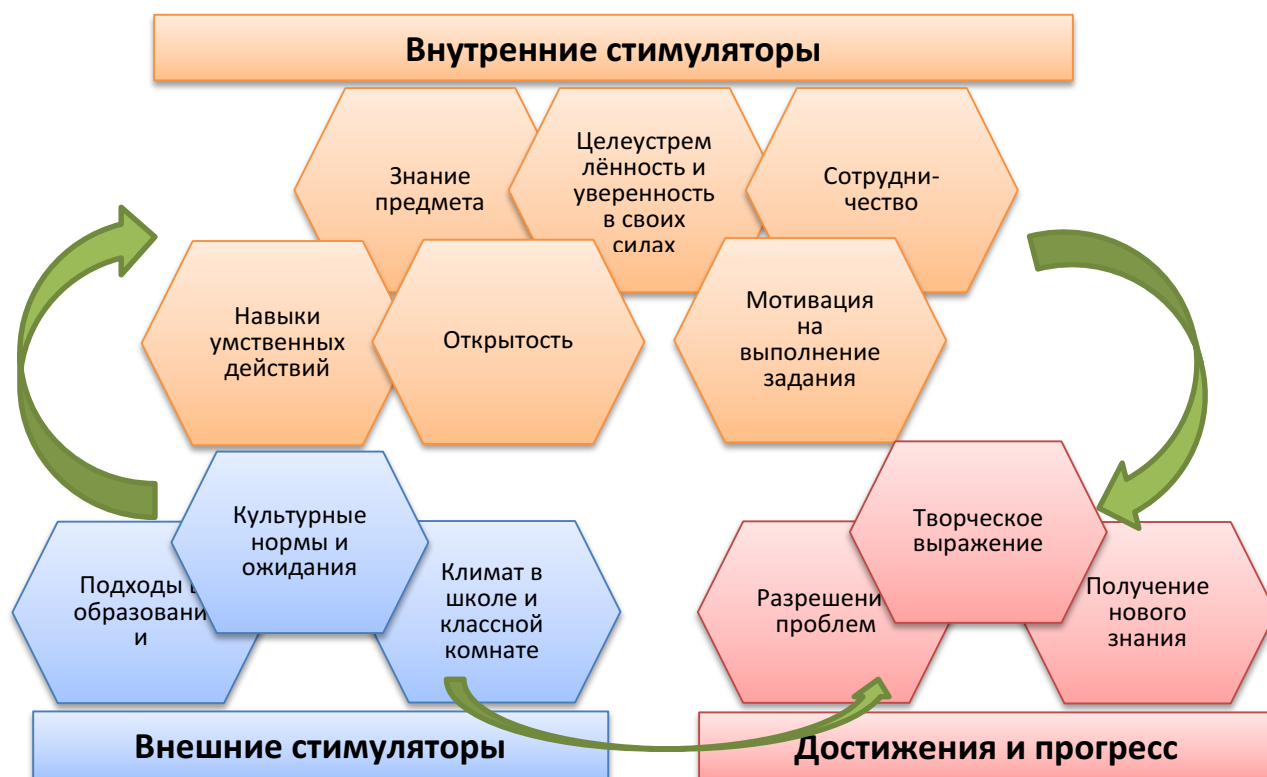 Внутренние стимуляторы
Знание
предмета
Целеустрем
лённость и
уверенность
в своих
силах
Сотрудни-
чество
Навыки
умственных
действий
Открытость
Мотивация
на
выполнение
задания
Культурные
нормы и
ожидания
Подходы
образовани
и
Климат в
школе и
классной
комнате
Внешние стимуляторы
Творческое
выражение
Разрешени
проблем
Получение
нового
знания
Достижения и прогресс